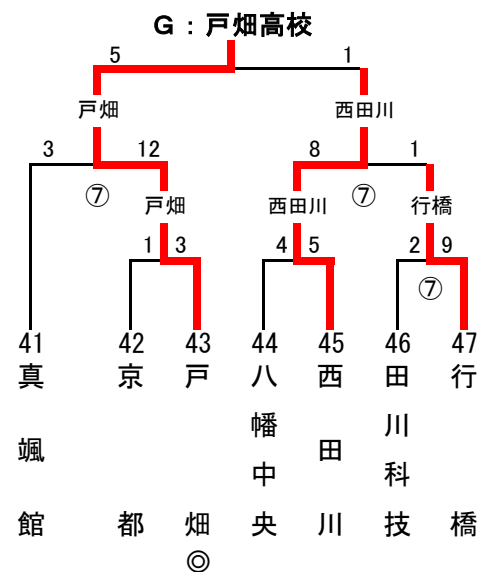 G：戸畑高校
5 1
戸畑 西田川
3 12 8 1
⑦ ⑦
戸畑 西田川 行橋
1 3 4 5 2 9
⑦
41 42 43 44 45 46 47
真颯館
京都
戸畑◎
八幡中央
西田川
田川科技
行橋